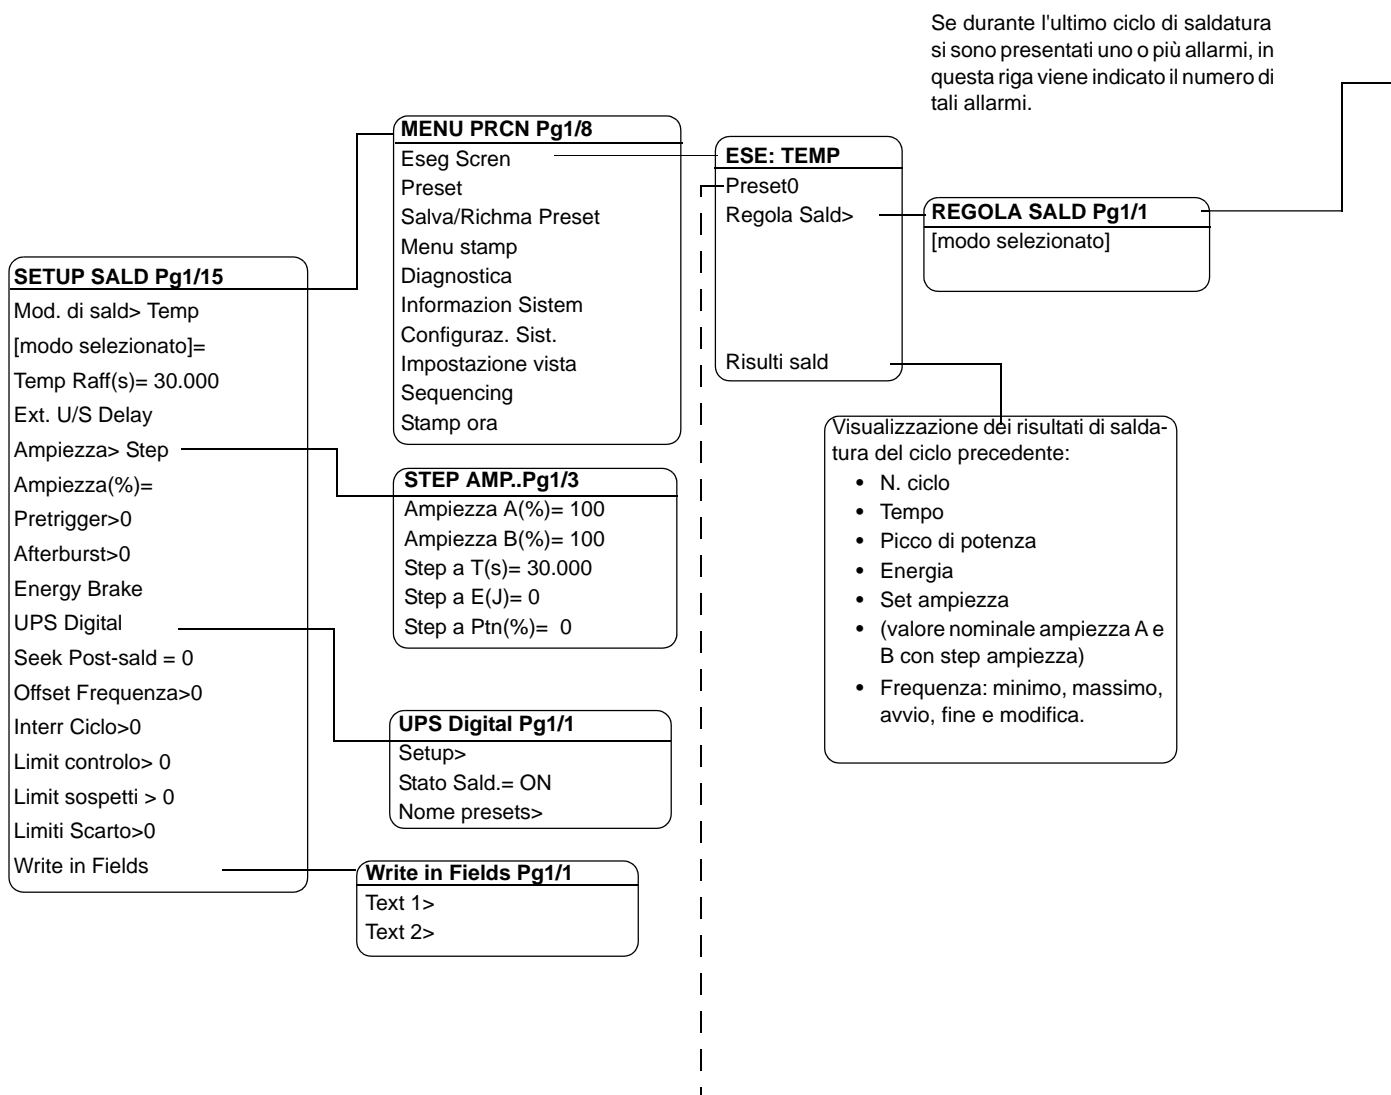 Se durante l'ultimo ciclo di saldatura
si sono presentati uno o più allarmi, in
questa riga viene indicato il numero di
tali allarmi.
SETUP SALD Pg1/15
Mod. di sald> Temp
[modo selezionato]=
Temp Raff(s)= 30.000
Ext. U/S Delay
Ampiezza> Step
Ampiezza(%)=
Pretrigger>0
Afterburst>0
Energy Brake
UPS Digital
Seek Post-sald = 0
Offset Frequenza>0
Interr Ciclo>0
Limit controlo> 0
Limit sospetti > 0
Limiti Scarto>0
Write in Fields
MENU PRCN Pg1/8
Eseg Scren
Preset
Salva/Richma Preset
Menu stamp
Diagnostica
Informazion Sistem
Configuraz. Sist.
Impostazione vista
Sequencing
Stamp ora
STEP AMP..Pg1/3
Ampiezza A(%)= 100
Ampiezza B(%)= 100
Step a T(s)= 30.000
Step a E(J)= 0
Step a Ptn(%)=  0
UPS Digital Pg1/1
Setup>
Stato Sald.= ON
Nome presets>
Write in Fields Pg1/1
Text 1>
Text 2>
ESE: TEMP
Preset0
Regola Sald>
Risulti sald
REGOLA SALD Pg1/1
[modo selezionato]
Visualizzazione dei risultati di salda-
tura del ciclo precedente:
• N. ciclo
• Tempo
• Picco di potenza
• Energia
• Set ampiezza
• (valore nominale ampiezza A e
B con step ampiezza)
• Frequenza: minimo, massimo,
avvio, fine e modifica.